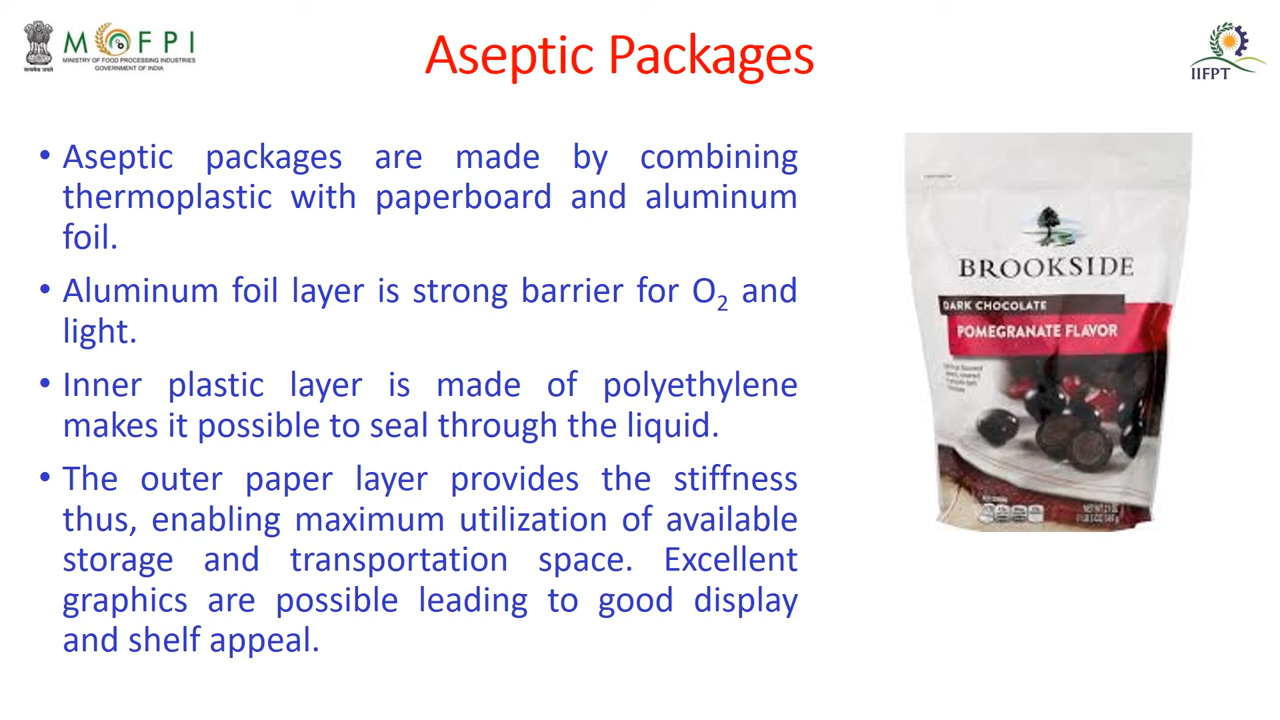 MOFPI
MINISTRY OF FOOD PROCESSING INDUSTRIES
GOVERNMENT OF INDIA
Aseptic Packages
IIFPT
• Aseptic packages are made by combining
thermoplastic with paperboard and aluminum
foil.
• Aluminum foil layer is strong barrier for O₂ and
light.
• Inner plastic layer is made of polyethylene
makes it possible to seal through the liquid.
• The outer paper layer provides the stiffness
thus, enabling maximum utilization of available
storage and transportation space. Excellent
graphics are possible leading to good display
and shelf appeal.
BROOKSIDE
DARK CHOCOLATE
POMEGRANATE FLAVOR